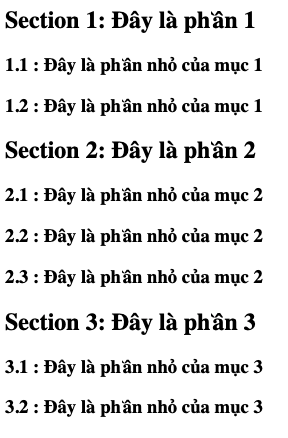 Section 1: Đây là phần 1
1.1 : Đây là phần nhỏ của mục 1
1.2 : Đây là phần nhỏ của mục 1
Section 2: Đây là phần 2
2.1 : Đây là phần nhỏ của mục 2
2.2 : Đây là phần nhỏ của mục 2
2.3 : Đây là phần nhỏ của mục 2
Section 3: Đây là phần 3
3.1 : Đây là phần nhỏ của mục 3
3.2 : Đây là phần nhỏ của mục 3